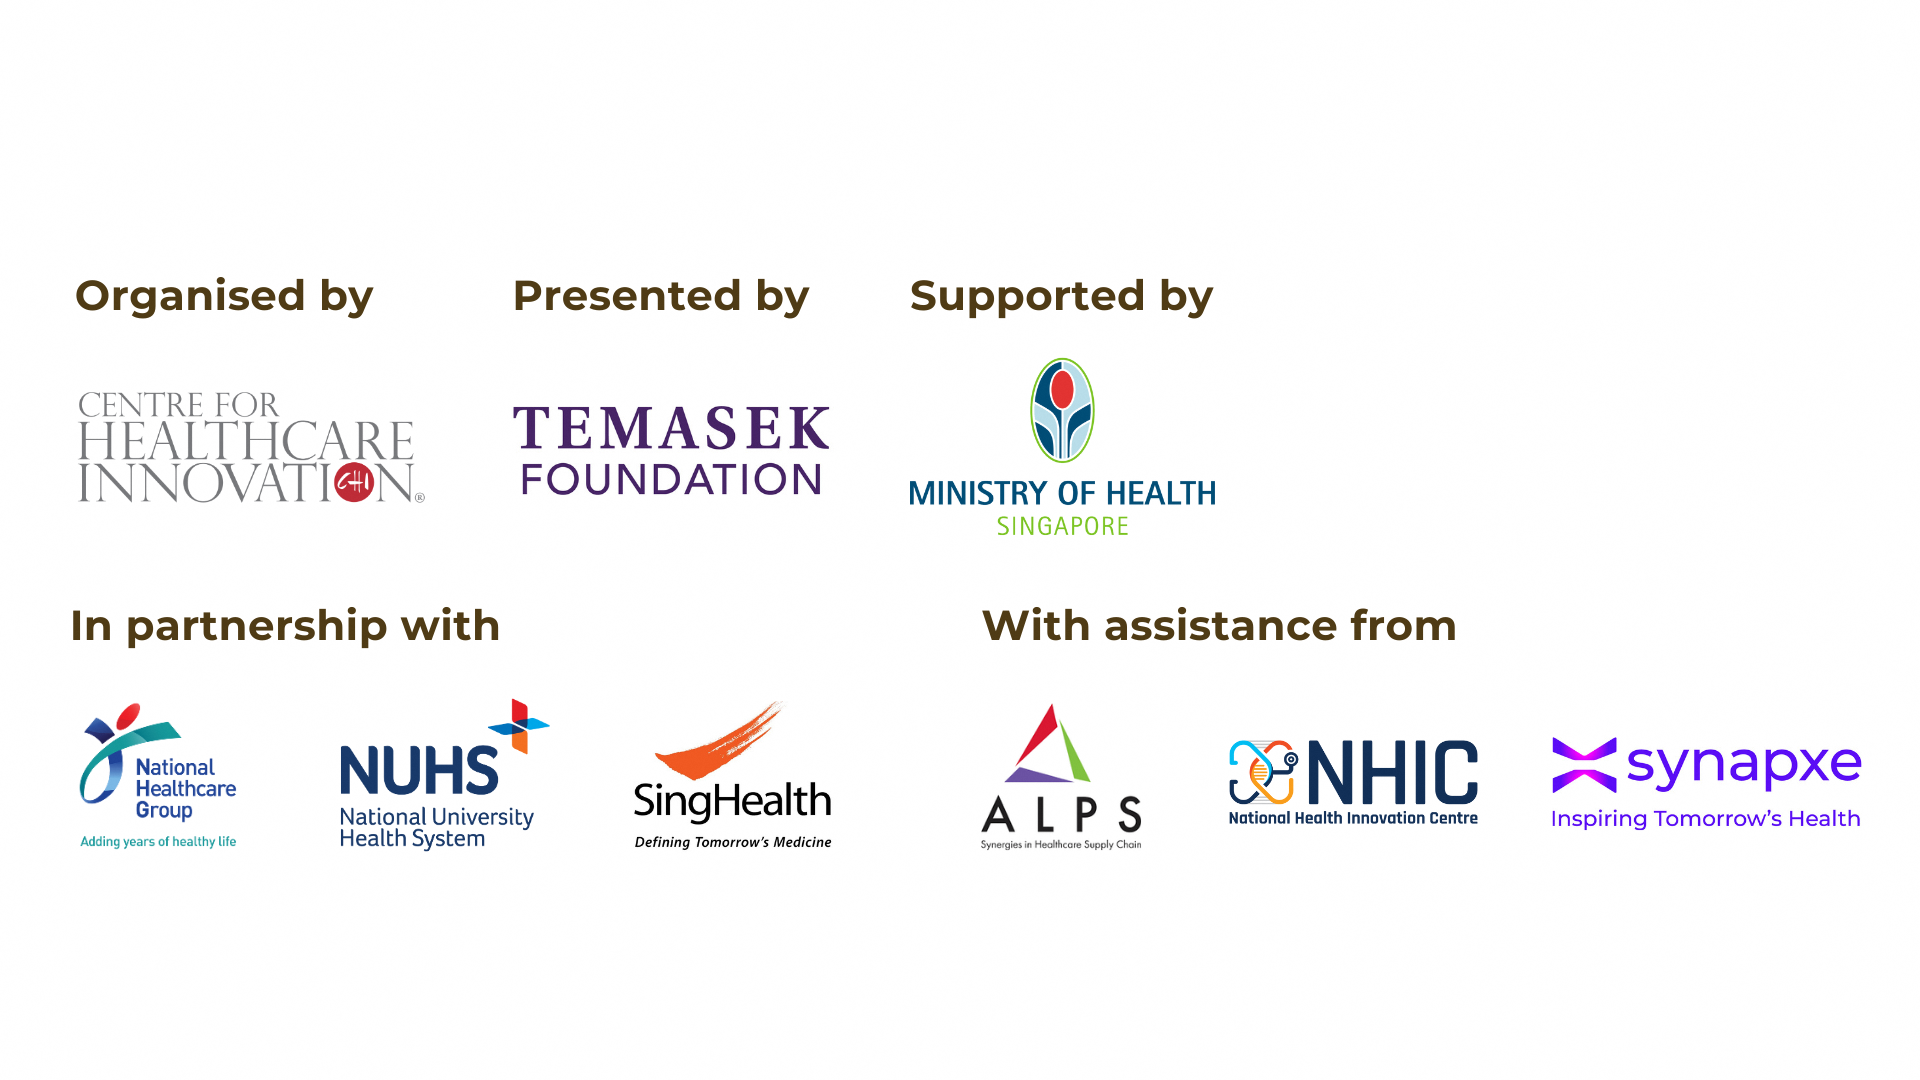 Organised by
CENTRE FOR
HEALTHCARE
INNOVATION®
CHI
Presented by
TEMASEK
FOUNDATION
Supported by
MINISTRY OF HEALTH
SINGAPORE
In partnership with
National
Healthcare
Group
Adding years of healthy life
NUHS
National University
Health System
SingHealth
Defining Tomorrow's Medicine
With assistance from
ALPS
Synergies in Healthcare Supply Chain
NHIC
National Health Innovation Centre
synapxe
Inspiring Tomorrow's Health